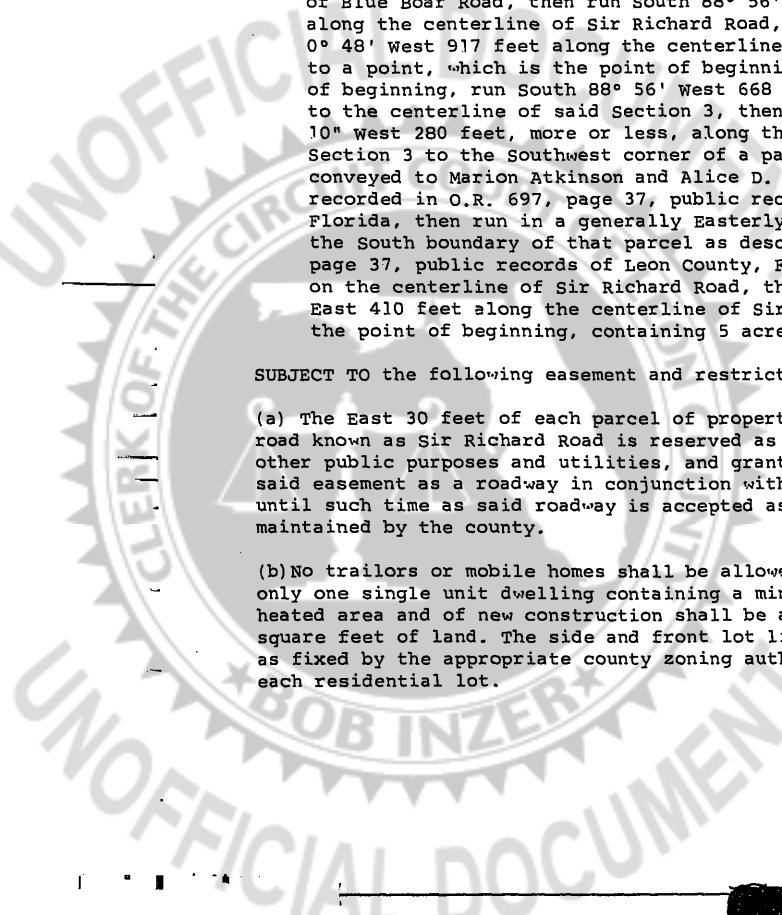 of Blue Boar Road, then run South 88° 56'
along the centerline of Sir Richard Road,
0° 48' West 917 feet along the centerline
to a point, which is the point of beginni
of beginning, run South 88° 56' West 668
to the centerline of said Section 3, then
10" West 280 feet, more or less, along th
Section 3 to the Southwest corner of a pa
conveyed to Marion Atkinson and Alice D.
recorded in O.R. 697, page 37, public rec
Florida, then run in a generally Easterly
the South boundary of that parcel as desc
page 37, public records of Leon County, F
on the centerline of Sir Richard Road, th
East 410 feet along the centerline of Sir
the point of beginning, containing 5 acre
SUBJECT TO the following easement and restrict
(a) The East 30 feet of each parcel of propert
road known as Sir Richard Road is reserved as
other public purposes and utilities, and grant
said easement as a roadway in conjunction with
until such time as said roadway is accepted as
maintained by the county.
(b)No trailors or mobile homes shall be allowe
only one single unit dwelling containing a min
heated area and of new construction shall be a
square feet of land. The side and front lot li
as fixed by the appropriate county zoning auth
each residential lot.
UNOFFICIAL DOCUMENT
CLERK OF THE CIRCUIT COURT
BOB INZER
UNOFFICIAL DOCUMENT